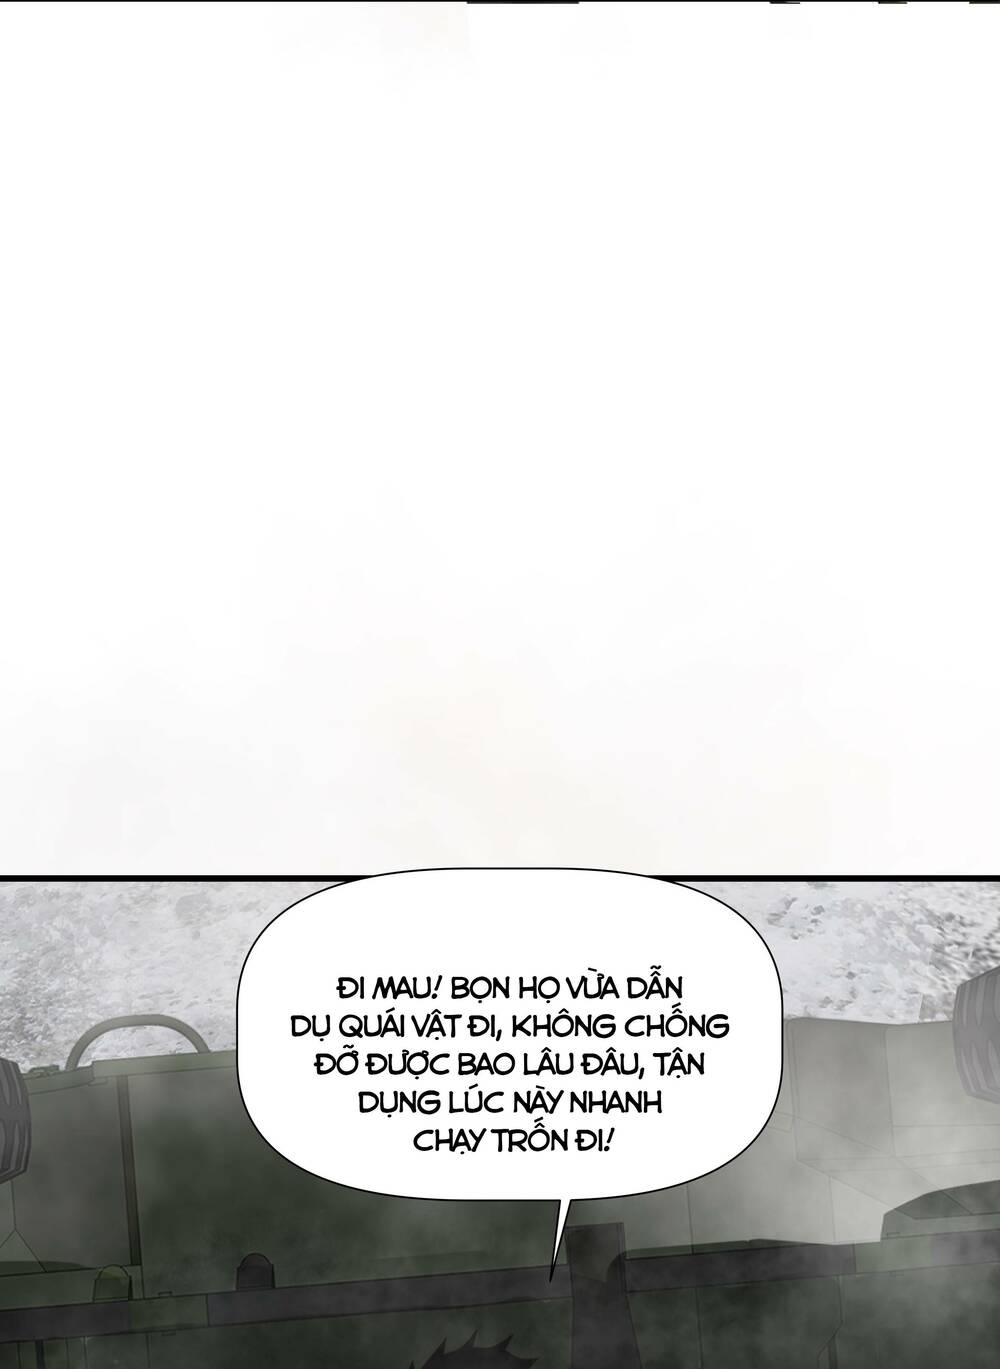 ĐI MAU! BỌN HỌ VỪA DẪN
DỤ QUÁI VẬT ĐI, KHÔNG CHỐNG
ĐỠ ĐƯỢC BAO LÂU ĐÂU, TẬN
DỤNG LÚC NÀY NHANH
CHẠY TRỐN ĐI!